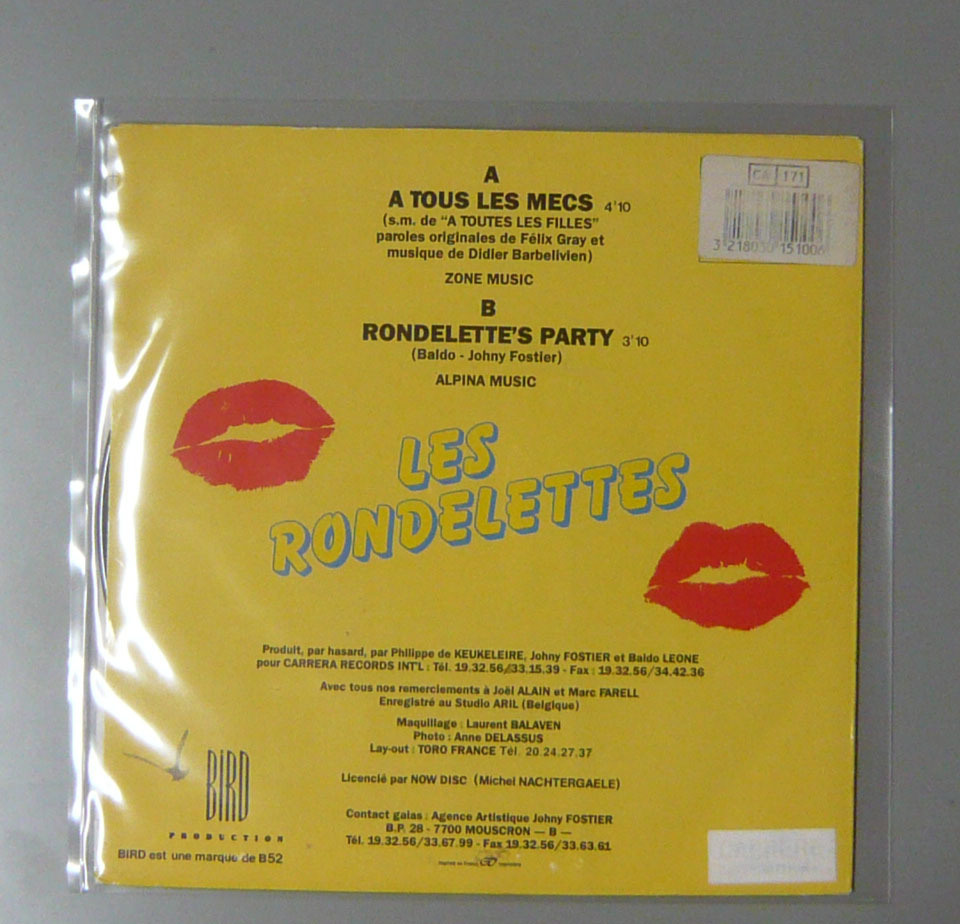 A
A TOUS LES MECS 4'10
(s.m. de "A TOUTES LES FILLES"
paroles originales de Félix Gray et
musique de Didier Barbelivien)
ZONE MUSIC
B
RONDELETTE'S PARTY 3'10
(Baldo - Johny Fostier)
ALPINA MUSIC
171
3 218030 151006
LES
RONDELETTES
Produit, par hasard, par Philippe de KEUKELEIRE, Johny FOSTIER et Baldo LEONE
pour CARRERA RECORDS INT'L : Tél. 19.32.56/33.15.39 - Fax : 19.32.56/34.42.36
Avec tous nos remerciements à Joël ALAIN et Marc FARELL
Enregistré au Studio ARIL (Belgique)
Maquillage : Laurent BALAVEN
Photo : Anne DELASSUS
Lay-out : TORO FRANCE Tél. 20.24.27.37
Licencié par NOW DISC (Michel NACHTERGAELE)
Contact galas : Agence Artistique Johny FOSTIER
B.P. 28 - 7700 MOUSCRON — B —
Tél. 19.32.56/33.67.99 - Fax 19.32.56/33.63.61
BIRD
PRODUCTION
BIRD est une marque de B52